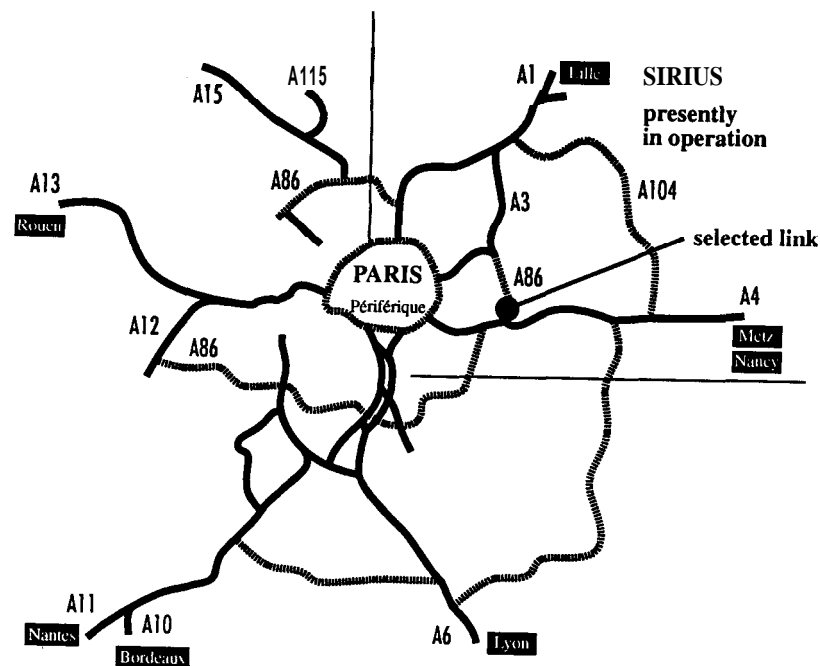 A1
Lille
SIRIUS
presently
in operation
A15
A115
A13
Rouen
A86
A3
A104
selected link
PARIS
Périférique
A86
A4
Metz
Nancy
A12
A86
A11
Nantes
A10
Bordeaux
A6
Lyon